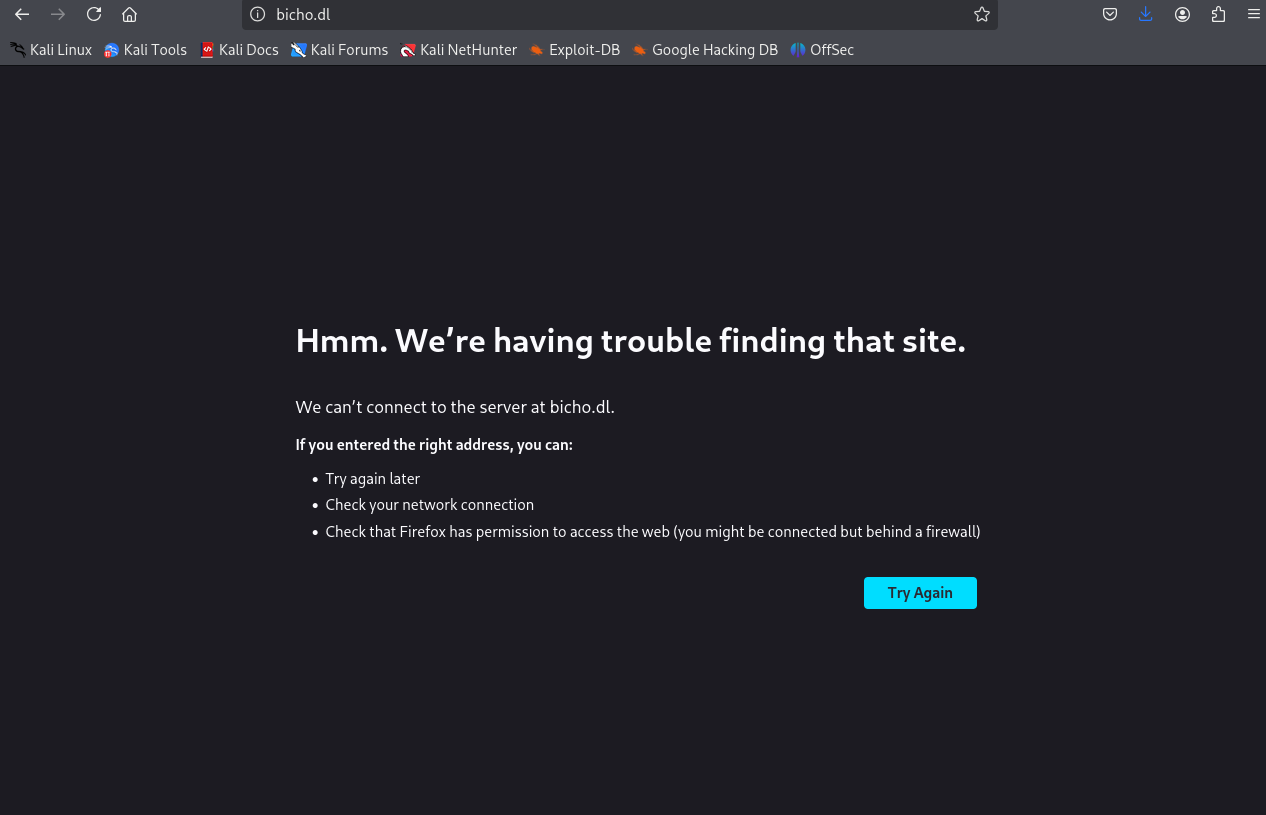 bicho.dl
Kali Linux Kali Tools Kali Docs Kali Forums Kali NetHunter Exploit-DB Google Hacking DB OffSec
Hmm. We’re having trouble finding that site.
We can’t connect to the server at bicho.dl.
If you entered the right address, you can:
• Try again later
• Check your network connection
• Check that Firefox has permission to access the web (you might be connected but behind a firewall)
Try Again